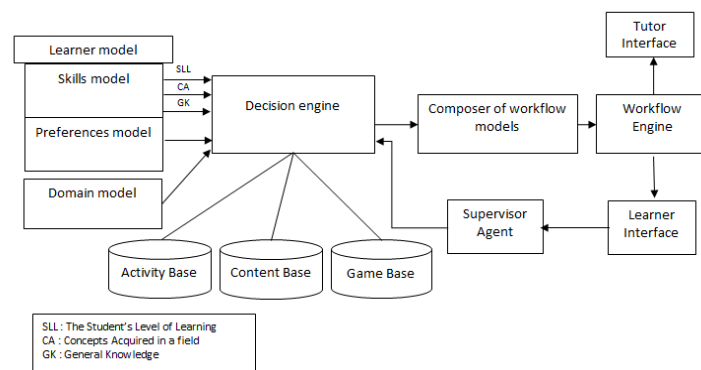 Learner model
Skills model
Preferences model
Domain model
SLL
CA
GK
Decision engine
Composer of workflow
models
Tutor
Interface
Workflow
Engine
Learner
Interface
Supervisor
Agent
Activity Base
Content Base
Game Base
SLL : The Student's Level of Learning
CA : Concepts Acquired in a field
GK : General Knowledge